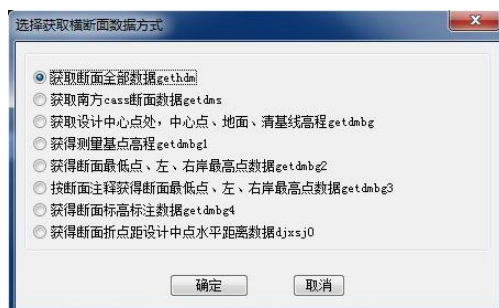 选择获取横断面数据方式
获取断面全部数据gethdm
获取南方cass断面数据getdms
获取设计中心点处，中心点、地面、清基线高程getdmbg
获得测量基点高程getdmbg1
获得断面最低点、左、右岸最高点数据getdmbg2
按断面注释获得断面最低点、左、右岸最高点数据getdmbg3
获得断面标高标注数据getdmbg4
获得断面折点距设计中点水平距离数据djxsj0
确定
取消